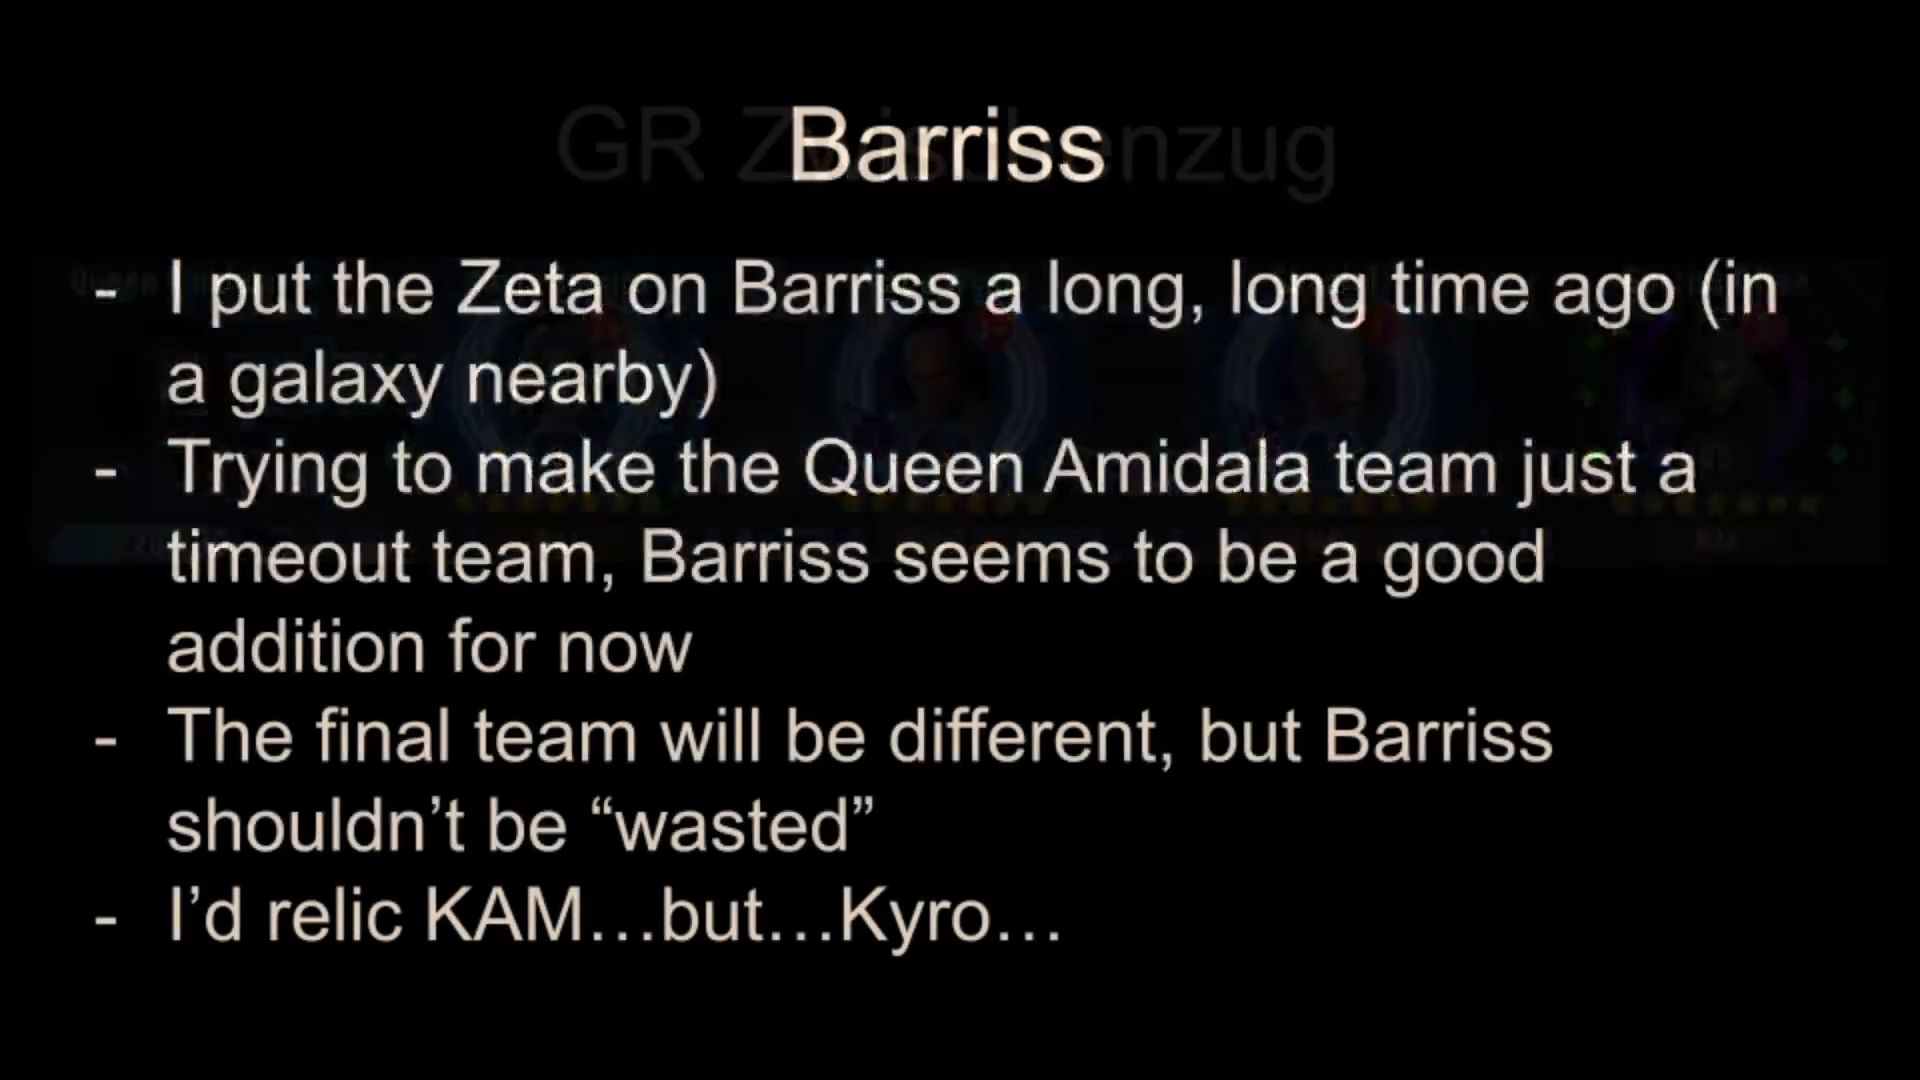 Barriss
- I put the Zeta on Barriss a long, long time ago (in
a galaxy nearby)
- Trying to make the Queen Amidala team just a
timeout team, Barriss seems to be a good
addition for now
- The final team will be different, but Barriss
shouldn’t be “wasted”
- I’d relic KAM…but…Kyro…